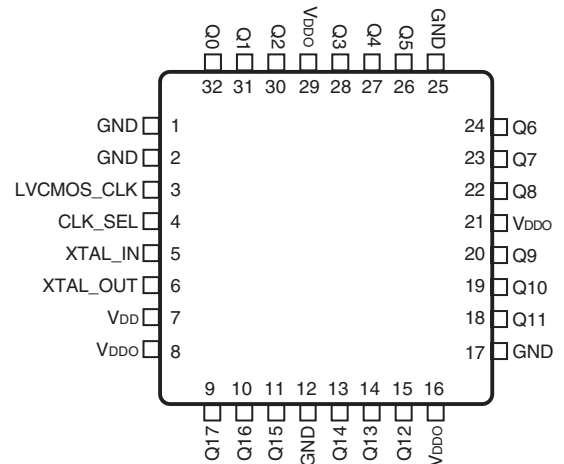 Q0 Q1 Q2 VDDO Q3 Q4 Q5 GND
32 31 30 29 28 27 26 25
GND 1 24 Q6
GND 2 23 Q7
LVCMOS_CLK 3 22 Q8
CLK_SEL 4 21 VDDO
XTAL_IN 5 20 Q9
XTAL_OUT 6 19 Q10
VDD 7 18 Q11
VDDO 8 17 GND
9 10 11 12 13 14 15 16
Q17 Q16 Q15 GND Q14 Q13 Q12 VDDO